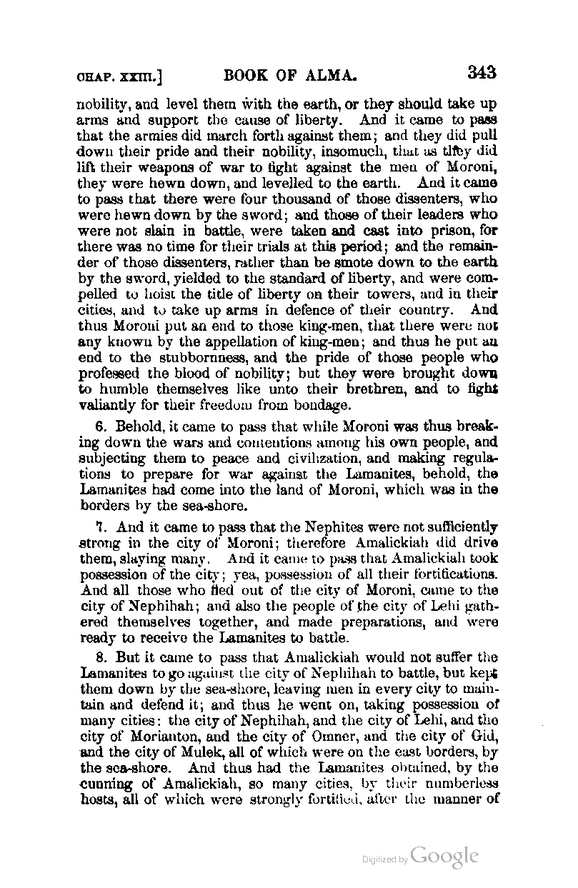 CHAP. XXIII.] BOOK OF ALMA. 343
nobility, and level them with the earth, or they should take up
arms and support the cause of liberty. And it came to pass
that the armies did march forth against them; and they did pull
down their pride and their nobility, insomuch, that as they did
lift their weapons of war to fight against the men of Moroni,
they were hewn down, and levelled to the earth. And it came
to pass that there were four thousand of those dissenters, who
were hewn down by the sword; and those of their leaders who
were not slain in battle, were taken and cast into prison, for
there was no time for their trials at this period; and the remain-
der of those dissenters, rather than be smote down to the earth
by the sword, yielded to the standard of liberty, and were com-
pelled to hoist the title of liberty on their towers, and in their
cities, and to take up arms in defence of their country. And
thus Moroni put an end to those king-men, that there were not
any known by the appellation of king-men; and thus he put an
end to the stubbornness, and the pride of those people who
professed the blood of nobility; but they were brought down
to humble themselves like unto their brethren, and to fight
valiantly for their freedom from bondage.
6. Behold, it came to pass that while Moroni was thus break-
ing down the wars and contentions among his own people, and
subjecting them to peace and civilization, and making regula-
tions to prepare for war against the Lamanites, behold, the
Lamanites had come into the land of Moroni, which was in the
borders by the sea-shore.
7. And it came to pass that the Nephites were not sufficiently
strong in the city of Moroni; therefore Amalickiah did drive
them, slaying many. And it came to pass that Amalickiah took
possession of the city; yea, possession of all their fortifications.
And all those who fled out of the city of Moroni, came to the
city of Nephihah; and also the people of the city of Lehi gath-
ered themselves together, and made preparations, and were
ready to receive the Lamanites to battle.
8. But it came to pass that Amalickiah would not suffer the
Lamanites to go against the city of Nephihah to battle, but kept
them down by the sea-shore, leaving men in every city to main-
tain and defend it; and thus he went on, taking possession of
many cities: the city of Nephihah, and the city of Lehi, and the
city of Morianton, and the city of Omner, and the city of Gid,
and the city of Mulek, all of which were on the east borders, by
the sea-shore. And thus had the Lamanites obtained, by the
cunning of Amalickiah, so many cities, by their numberless
hosts, all of which were strongly fortified, after the manner of
Digitized by Google